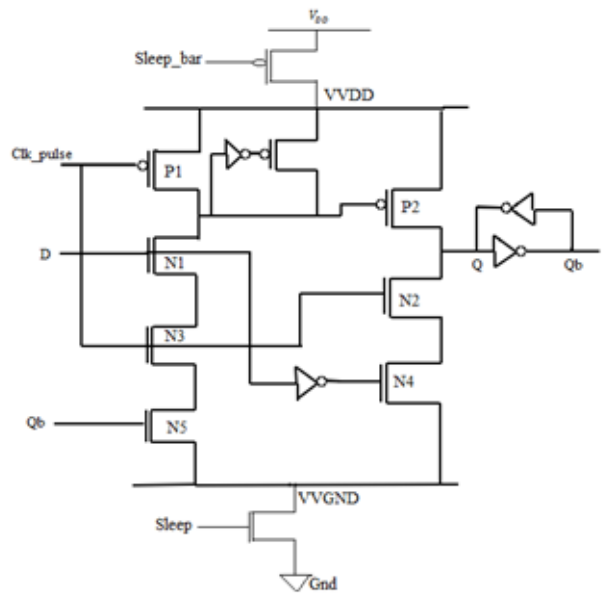 VDD
Sleep_bar
VVDD
Clk_pulse
P1
P2
D
N1
Q
Qb
N2
N3
N4
Qb
N5
VVGND
Sleep
Gnd